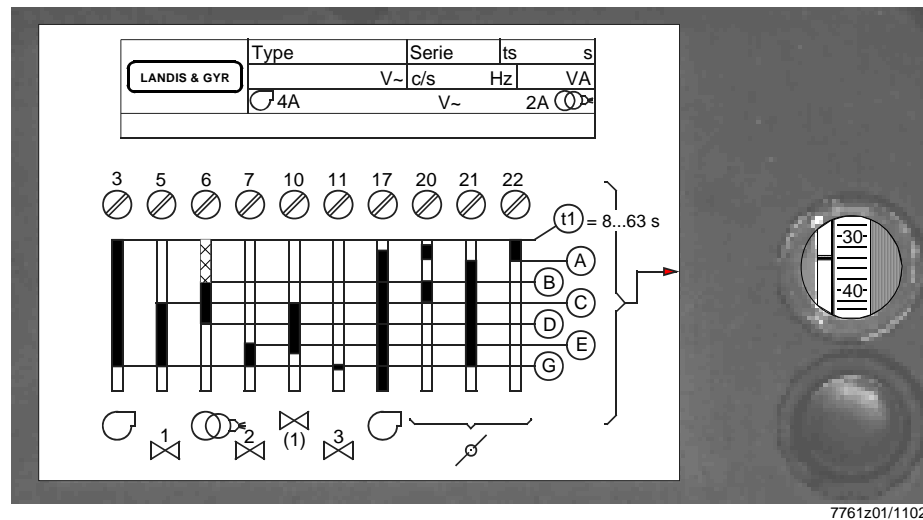 Type Serie ts s
LANDIS & GYR
V~ c/s Hz VA
4A V~ 2A
3 5 6 7 10 11 17 20 21 22
t1 = 8...63 s
A
B
C
D
E
G
-30-
-40-
1 2 (1) 3
7761z01/1102